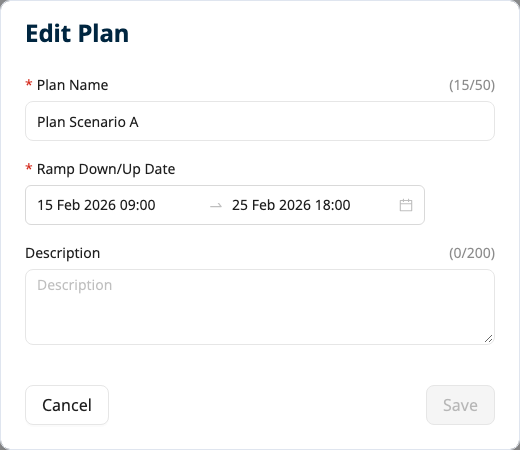 Edit Plan
* Plan Name (15/50)
Plan Scenario A
* Ramp Down/Up Date
15 Feb 2026 09:00 → 25 Feb 2026 18:00
Description (0/200)
Description
Cancel Save